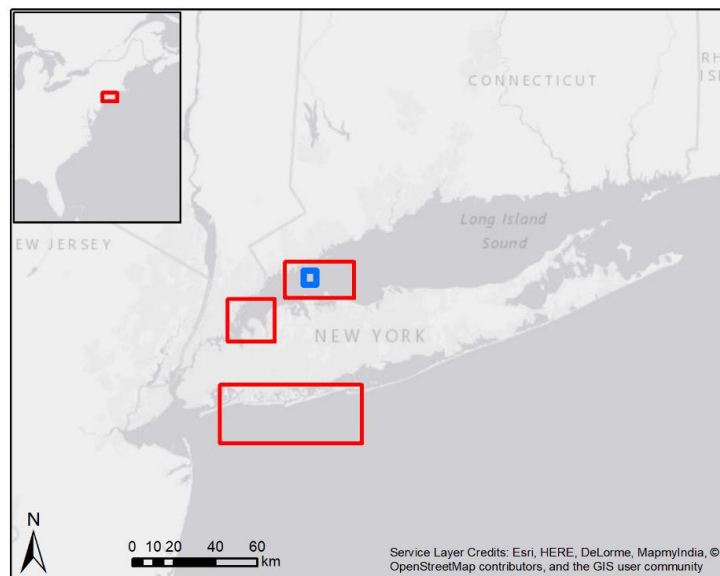 CONNECTICUT
RH
ISL
Long Island
Sound
EW JERSEY
NEW YORK
N
0 10 20 40 60
km
Service Layer Credits: Esri, HERE, DeLorme, MapmyIndia, ©
OpenStreetMap contributors, and the GIS user community